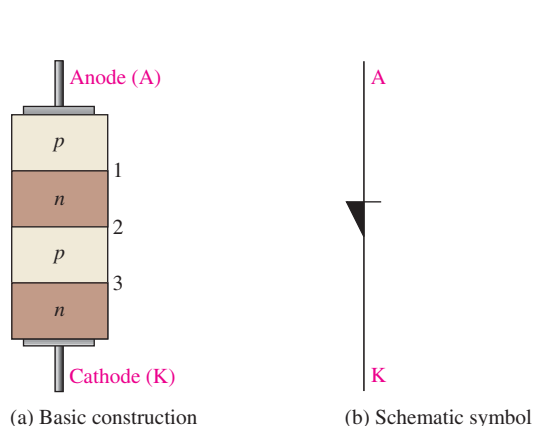 Anode (A)
p
1
n
2
p
3
n
Cathode (K)
(a) Basic construction
A
K
(b) Schematic symbol